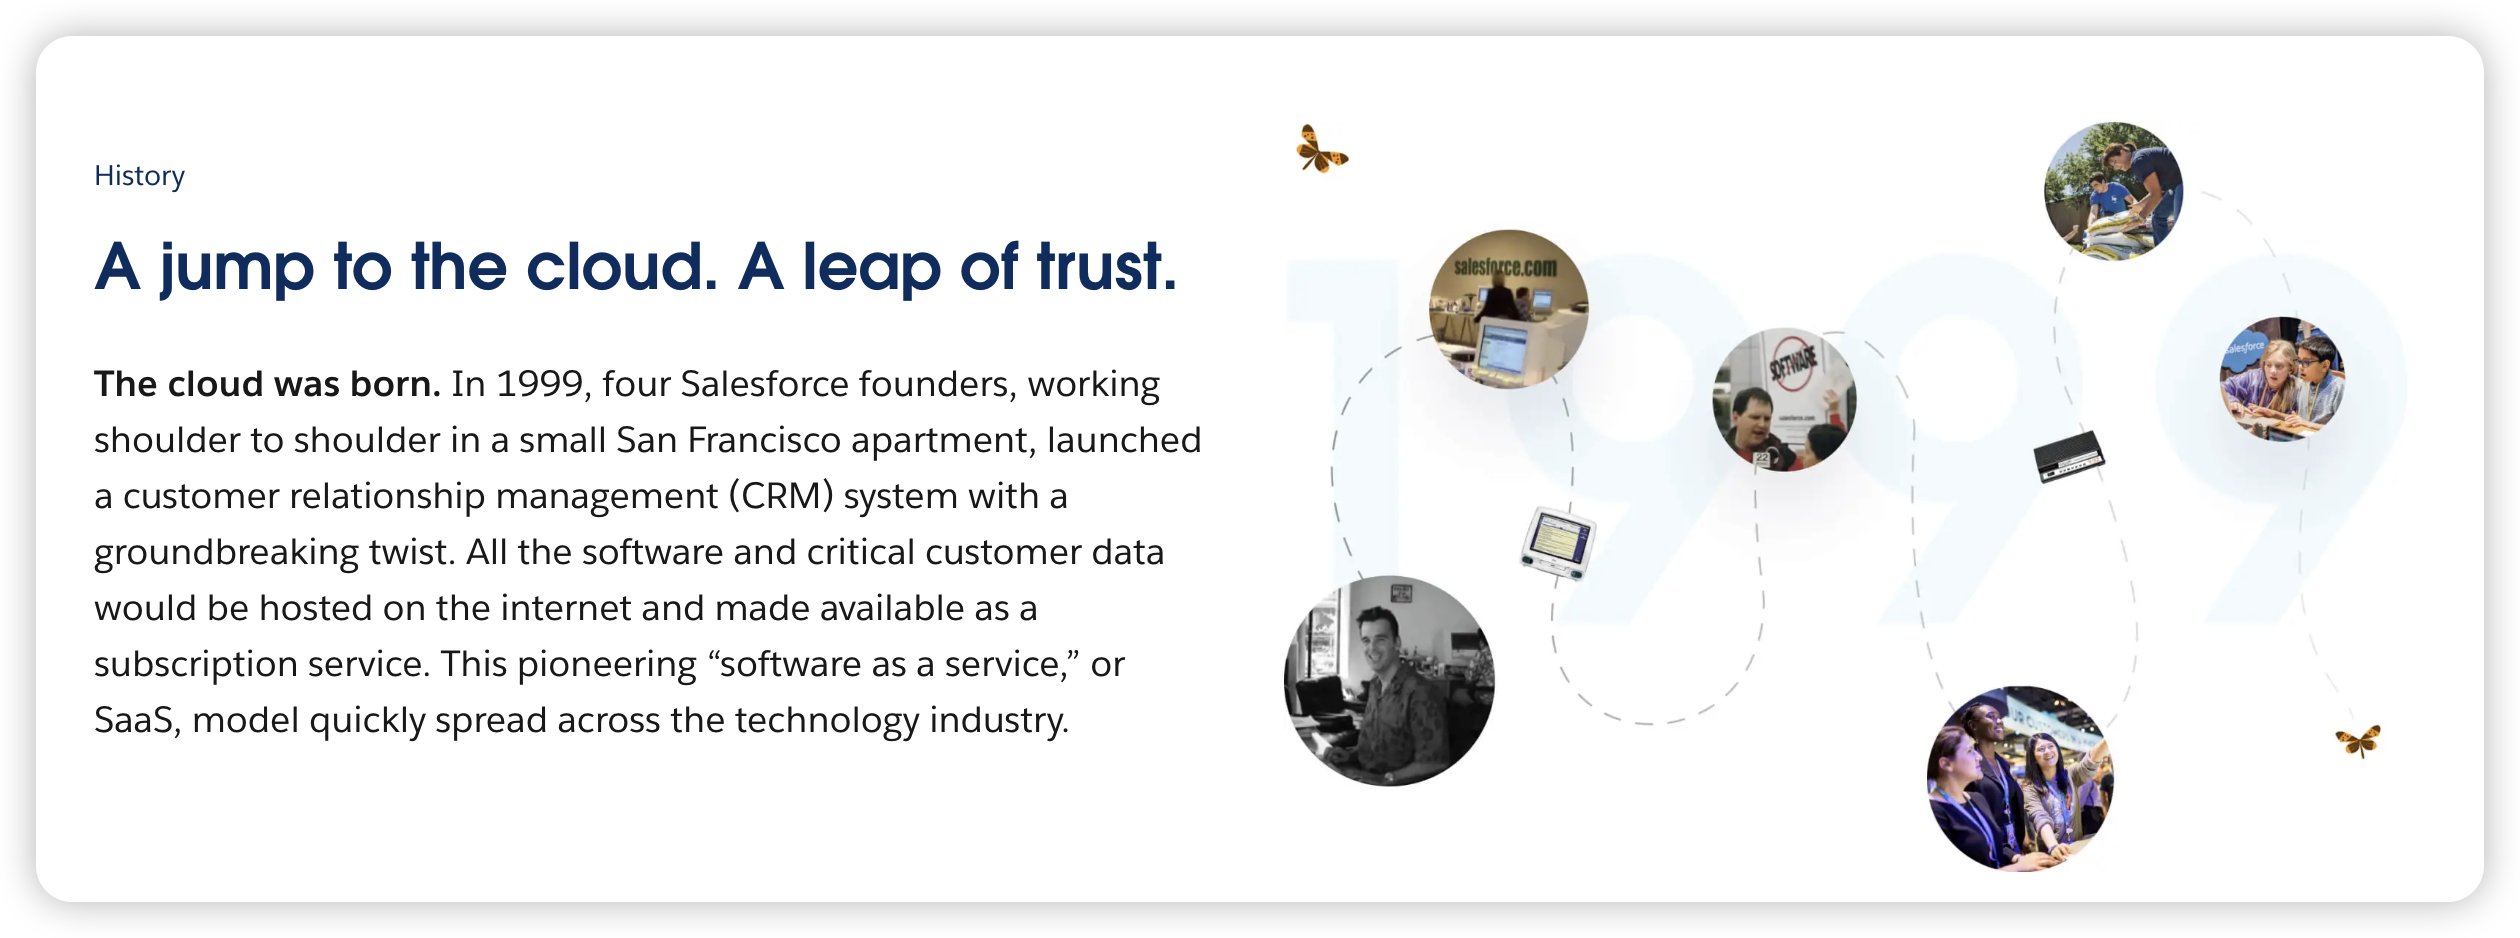 History
A jump to the cloud. A leap of trust.
The cloud was born. In 1999, four Salesforce founders, working
shoulder to shoulder in a small San Francisco apartment, launched
a customer relationship management (CRM) system with a
groundbreaking twist. All the software and critical customer data
would be hosted on the internet and made available as a
subscription service. This pioneering “software as a service,” or
SaaS, model quickly spread across the technology industry.
1999
salesforce.com
SOFTWARE
salesforce.com
22
salesforce